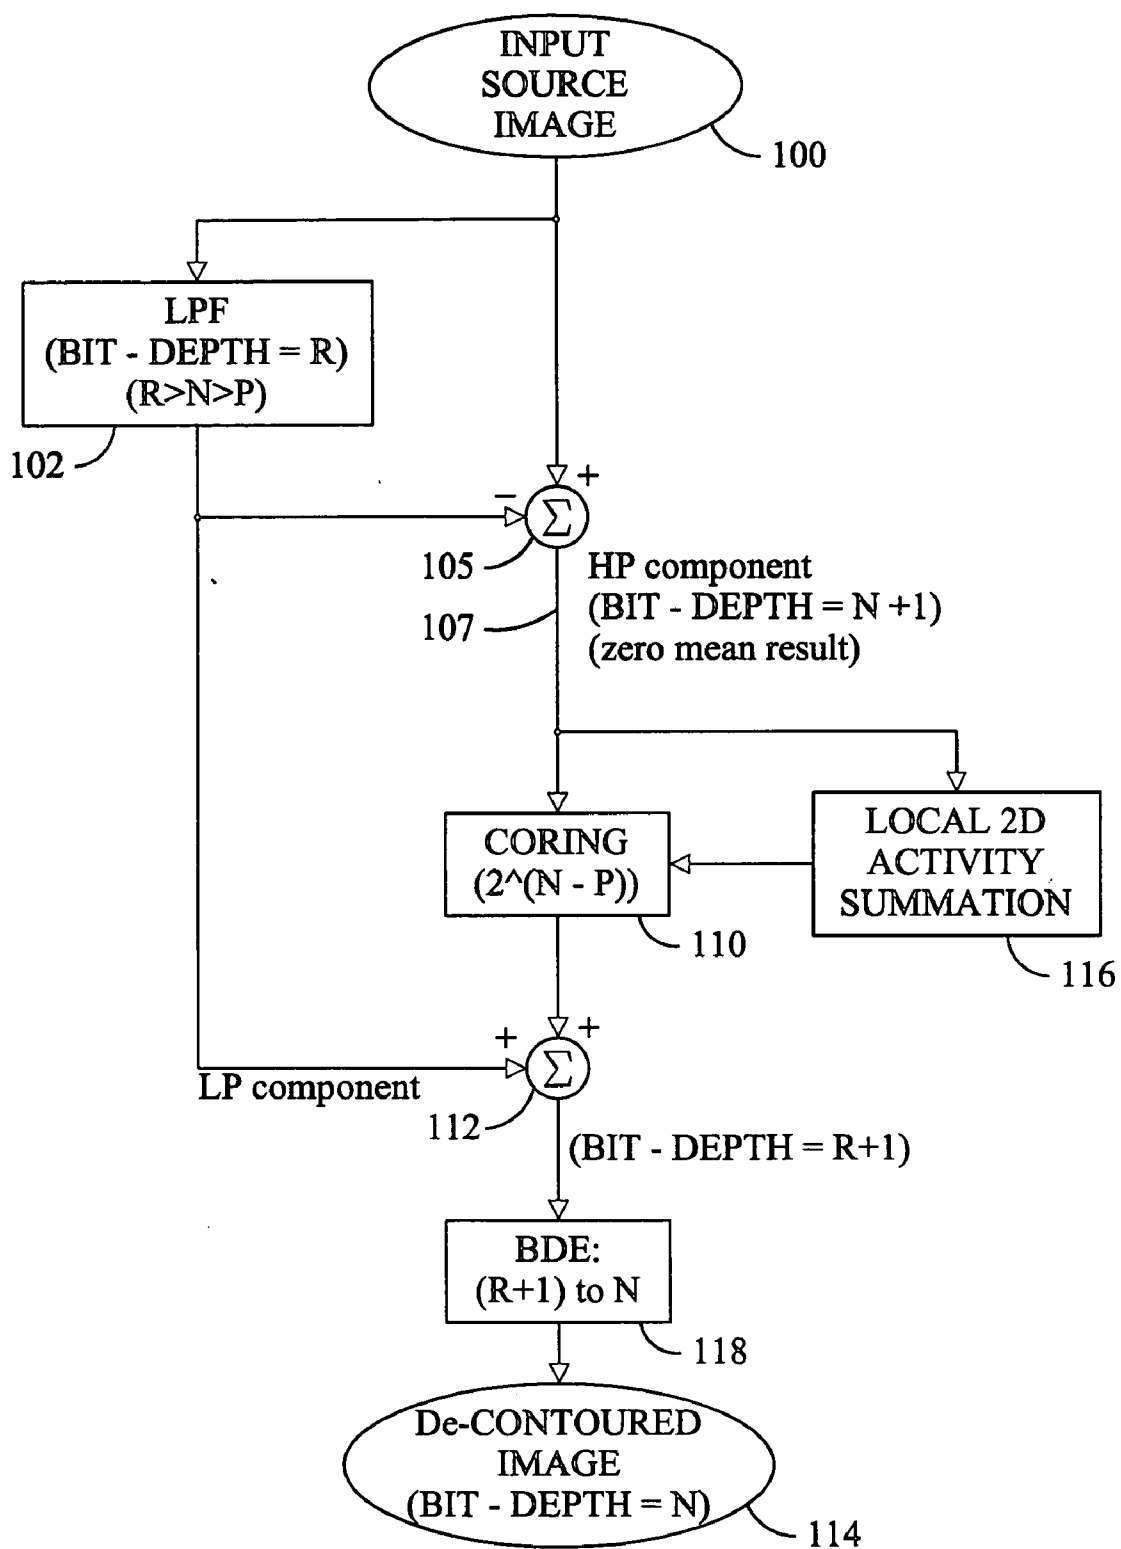 INPUT
SOURCE
IMAGE
100
LPF
(BIT - DEPTH = R)
(R>N>P)
102
+
−
Σ
105
HP component
(BIT - DEPTH = N +1)
(zero mean result)
107
CORING
(2^(N - P))
110
LOCAL 2D
ACTIVITY
SUMMATION
116
+
+
Σ
LP component
112
(BIT - DEPTH = R+1)
BDE:
(R+1) to N
118
De-CONTOURED
IMAGE
(BIT - DEPTH = N)
114